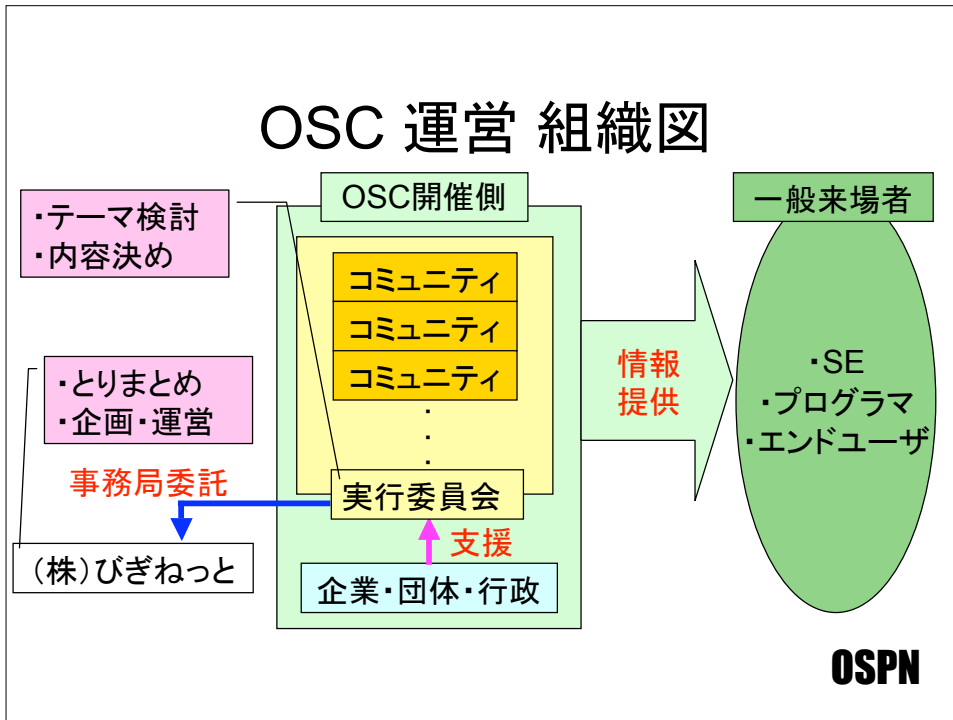 OSC 運営 組織図
・テーマ検討
・内容決め
OSC開催側
一般来場者
コミュニティ
コミュニティ
コミュニティ
・
・
・
・とりまとめ
・企画・運営
情報
提供
・SE
・プログラマ
・エンドユーザ
事務局委託
実行委員会
支援
(株)びぎねっと
企業・団体・行政
OSPN